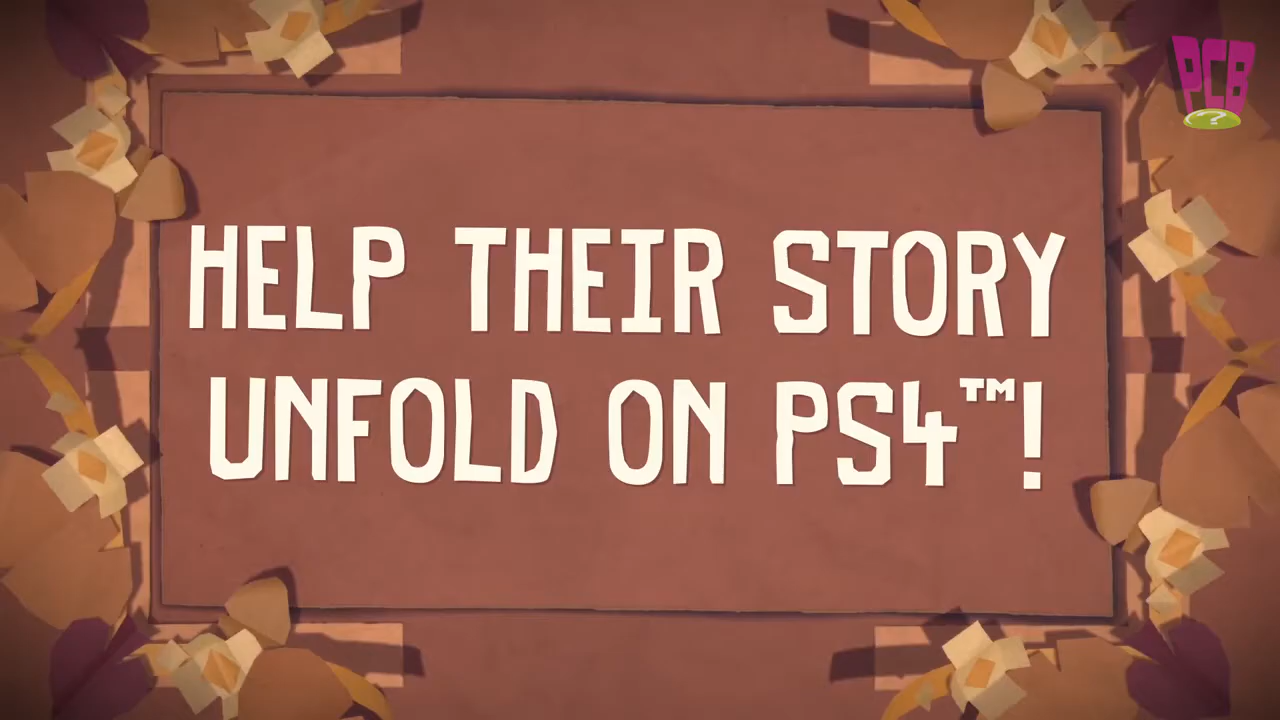 PCB
?
HELP THEIR STORY
UNFOLD ON PS4™!